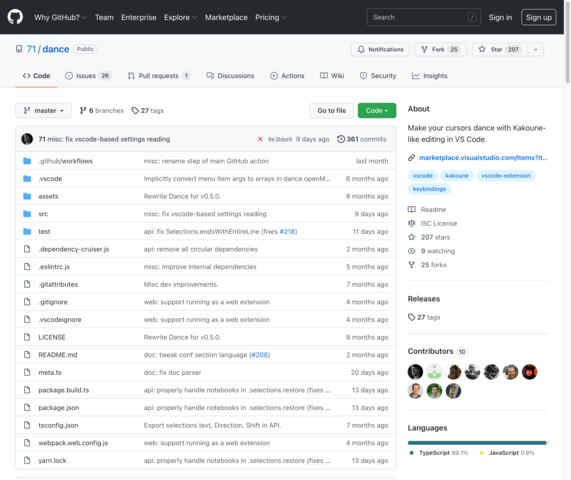 Why GitHub? Team Enterprise Explore Marketplace Pricing Search / Sign in Sign up
71 / dance Public Notifications Fork 25 Star 207
Code Issues 26 Pull requests 1 Discussions Actions Wiki Security Insights
master 6 branches 27 tags Go to file Code
71 misc: fix vscode-based settings reading 9e3bbe9 9 days ago 361 commits
.github/workflows misc: rename step of main GitHub action last month
.vscode Implicitly convert menu item args to arrays in dance.openM... 6 months ago
assets Rewrite Dance for v0.5.0. 8 months ago
src misc: fix vscode-based settings reading 9 days ago
test api: fix Selections.endsWithEntireLine (fixes #218) 11 days ago
.dependency-cruiser.js api: remove all circular dependencies 2 months ago
.eslintrc.js misc: improve internal dependencies 5 months ago
.gitattributes Misc dev improvements. 7 months ago
.gitignore web: support running as a web extension 4 months ago
.vscodeignore web: support running as a web extension 4 months ago
LICENSE Rewrite Dance for v0.5.0. 8 months ago
README.md doc: tweak conf section language (#208) 2 months ago
meta.ts doc: fix doc parser 20 days ago
package.build.ts api: properly handle notebooks in .selections.restore (fixes ... 13 days ago
package.json api: properly handle notebooks in .selections.restore (fixes ... 13 days ago
tsconfig.json Export selections.text, Direction, Shift in API. 7 months ago
webpack.web.config.js web: support running as a web extension 4 months ago
yarn.lock api: properly handle notebooks in .selections.restore (fixes ... 13 days ago
About
Make your cursors dance with Kakoune-
like editing in VS Code.
marketplace.visualstudio.com/items?it...
vscode kakoune vscode-extension
keybindings
Readme
ISC License
207 stars
9 watching
25 forks
Releases
27 tags
Contributors 10
Languages
TypeScript 99.1% JavaScript 0.9%